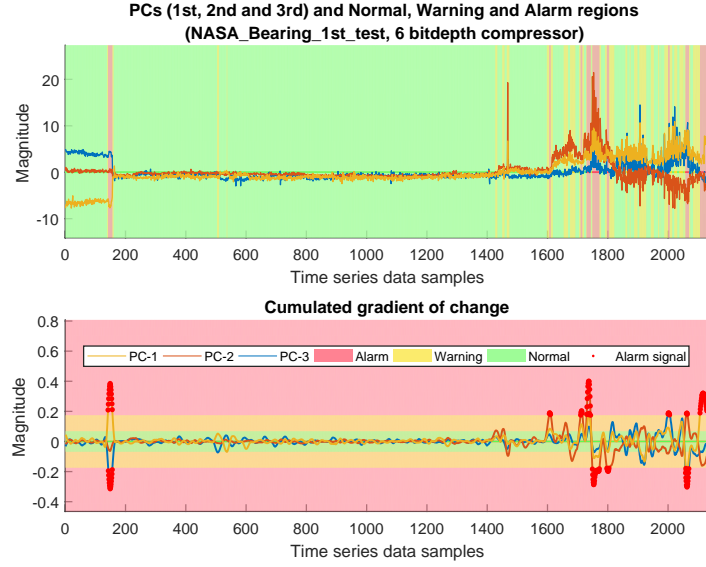 PCs (1st, 2nd and 3rd) and Normal, Warning and Alarm regions
(NASA_Bearing_1st_test, 6 bitdepth compressor)
Magnitude
20
10
0
-10
0 200 400 600 800 1000 1200 1400 1600 1800 2000
Time series data samples
Cumulated gradient of change
Magnitude
0.8
0.6
0.4
0.2
0
-0.2
-0.4
PC-1 PC-2 PC-3 Alarm Warning Normal Alarm signal
0 200 400 600 800 1000 1200 1400 1600 1800 2000
Time series data samples